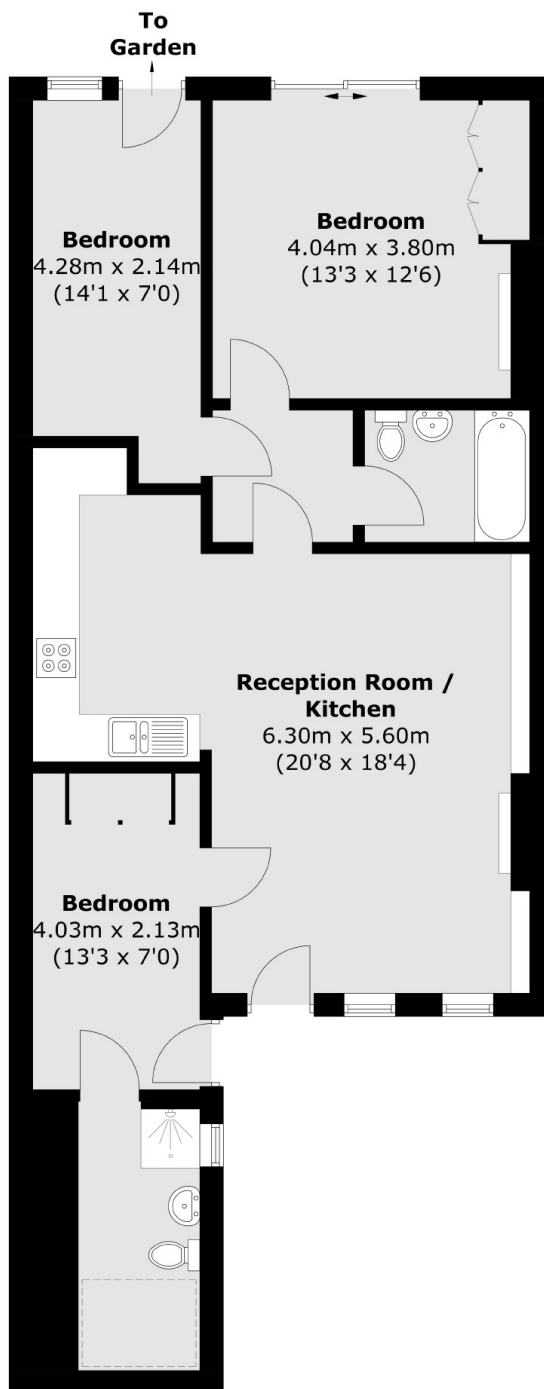 To
Garden
Bedroom
4.28m x 2.14m
(14'1 x 7'0)
Bedroom
4.04m x 3.80m
(13'3 x 12'6)
Reception Room /
Kitchen
6.30m x 5.60m
(20'8 x 18'4)
Bedroom
4.03m x 2.13m
(13'3 x 7'0)